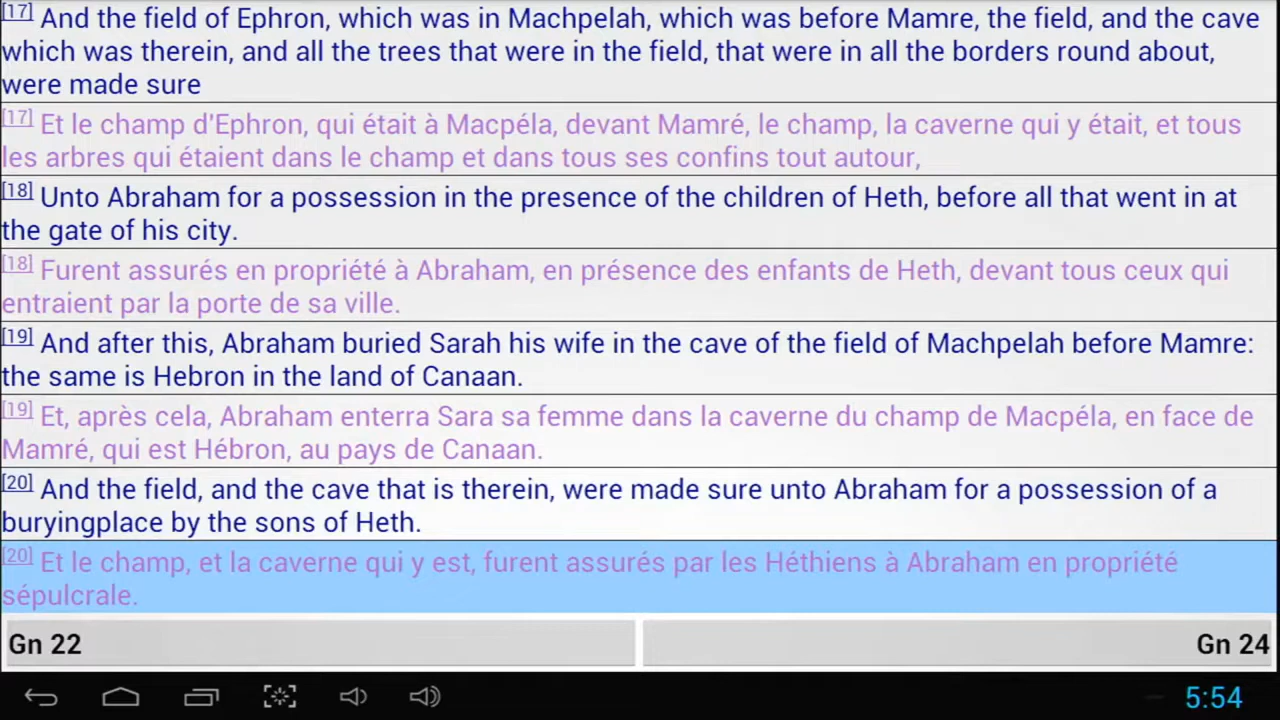 [17] And the field of Ephron, which was in Machpelah, which was before Mamre, the field, and the cave
which was therein, and all the trees that were in the field, that were in all the borders round about,
were made sure
[17] Et le champ d'Ephron, qui était à Macpéla, devant Mamré, le champ, la caverne qui y était, et tous
les arbres qui étaient dans le champ et dans tous ses confins tout autour,
[18] Unto Abraham for a possession in the presence of the children of Heth, before all that went in at
the gate of his city.
[18] Furent assurés en propriété à Abraham, en présence des enfants de Heth, devant tous ceux qui
entraient par la porte de sa ville.
[19] And after this, Abraham buried Sarah his wife in the cave of the field of Machpelah before Mamre:
the same is Hebron in the land of Canaan.
[19] Et, après cela, Abraham enterra Sara sa femme dans la caverne du champ de Macpéla, en face de
Mamré, qui est Hébron, au pays de Canaan.
[20] And the field, and the cave that is therein, were made sure unto Abraham for a possession of a
buryingplace by the sons of Heth.
[20] Et le champ, et la caverne qui y est, furent assurés par les Héthiens à Abraham en propriété
sépulcrale.
Gn 22
Gn 24
5:54